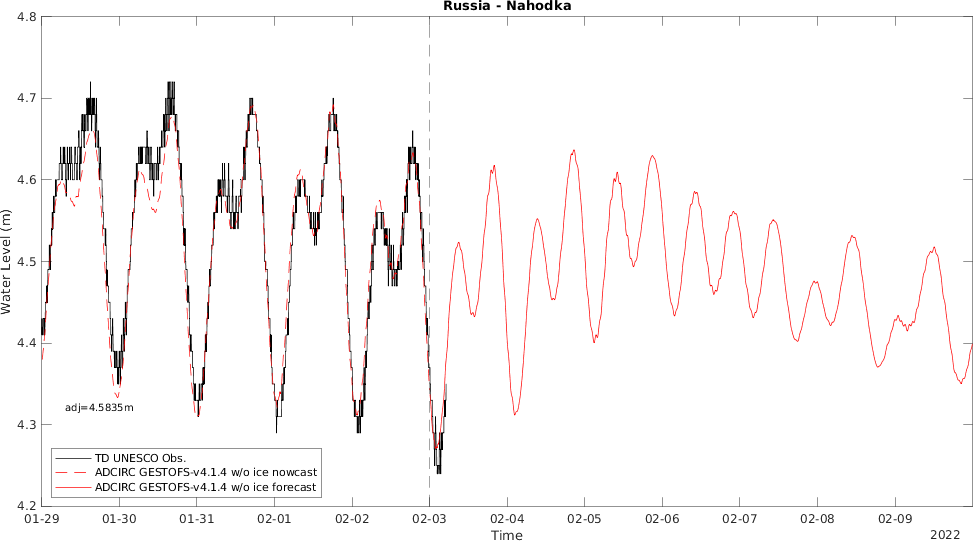 Russia - Nahodka
4.8
4.7
4.6
4.5
4.4
4.3
4.2
Water Level (m)
adj=4.5835m
TD UNESCO Obs.
ADCIRC GESTOFS-v4.1.4 w/o ice nowcast
ADCIRC GESTOFS-v4.1.4 w/o ice forecast
01-29 01-30 01-31 02-01 02-02 02-03 02-04 02-05 02-06 02-07 02-08 02-09
Time
2022